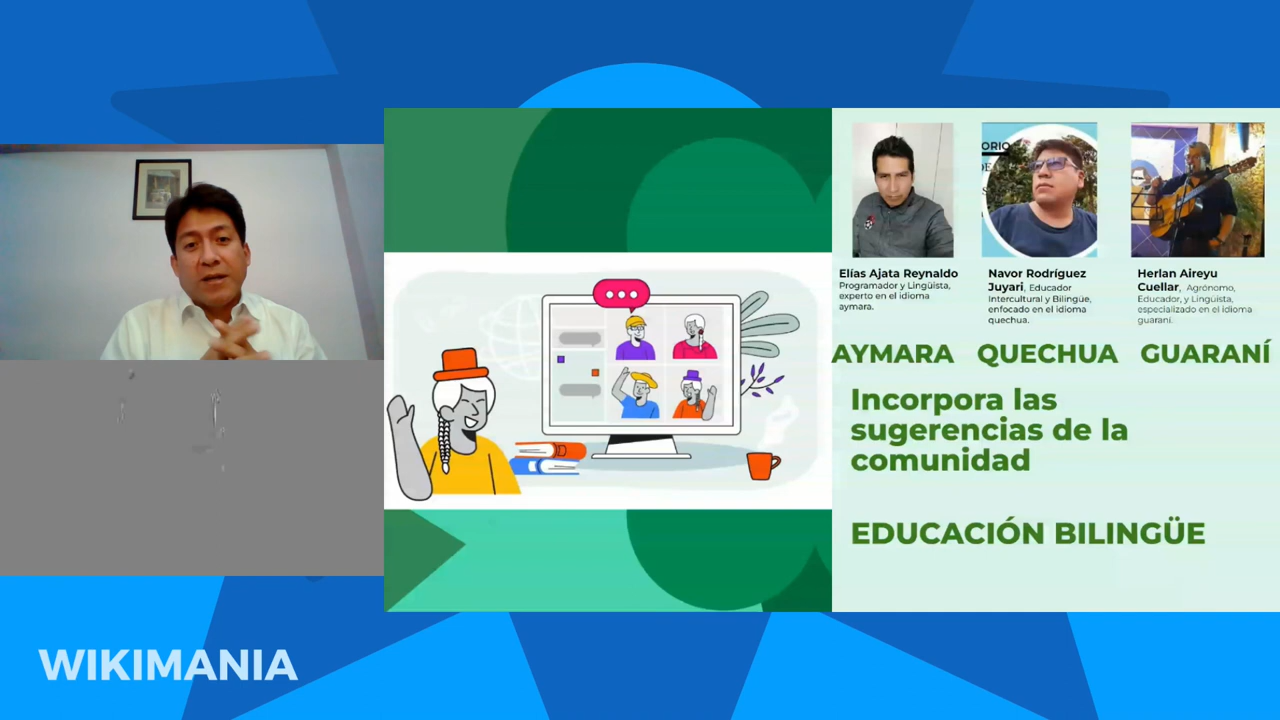 ORIO
Elías Ajata Reynaldo
Programador y Lingüista,
experto en el idioma
aymara.
Navor Rodríguez
Juyari, Educador
Intercultural y Bilingüe,
enfocado en el idioma
quechua.
Herlan Aireyu
Cuellar, Agrónomo,
Educador, y Lingüista,
especializado en el idioma
guaraní.
AYMARA QUECHUA GUARANÍ
Incorpora las
sugerencias de la
comunidad
EDUCACIÓN BILINGÜE
WIKIMANIA